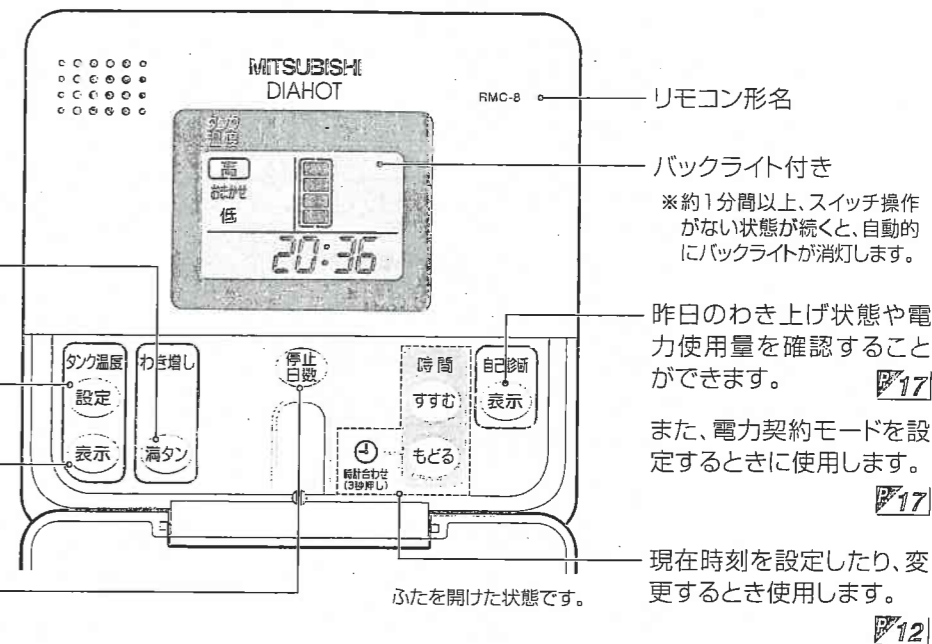 MITSUBISHI
DIAHOT
RMC-8
リモコン形名
タンク
温度
高
おまかせ
低
20:36
バックライト付き
※約1分間以上、スイッチ操作
がない状態が続くと、自動的
にバックライトが消灯します。
タンク温度
設定
表示
わき増し
満タン
停止
日数
時間
すすむ
もどる
時計合わせ
(3秒押し)
自己診断
表示
昨日のわき上げ状態や電
力使用量を確認すること
ができます。
P17
また、電力契約モードを設
定するときに使用します。
P17
現在時刻を設定したり、変
更するとき使用します。
P12
ふたを開けた状態です。